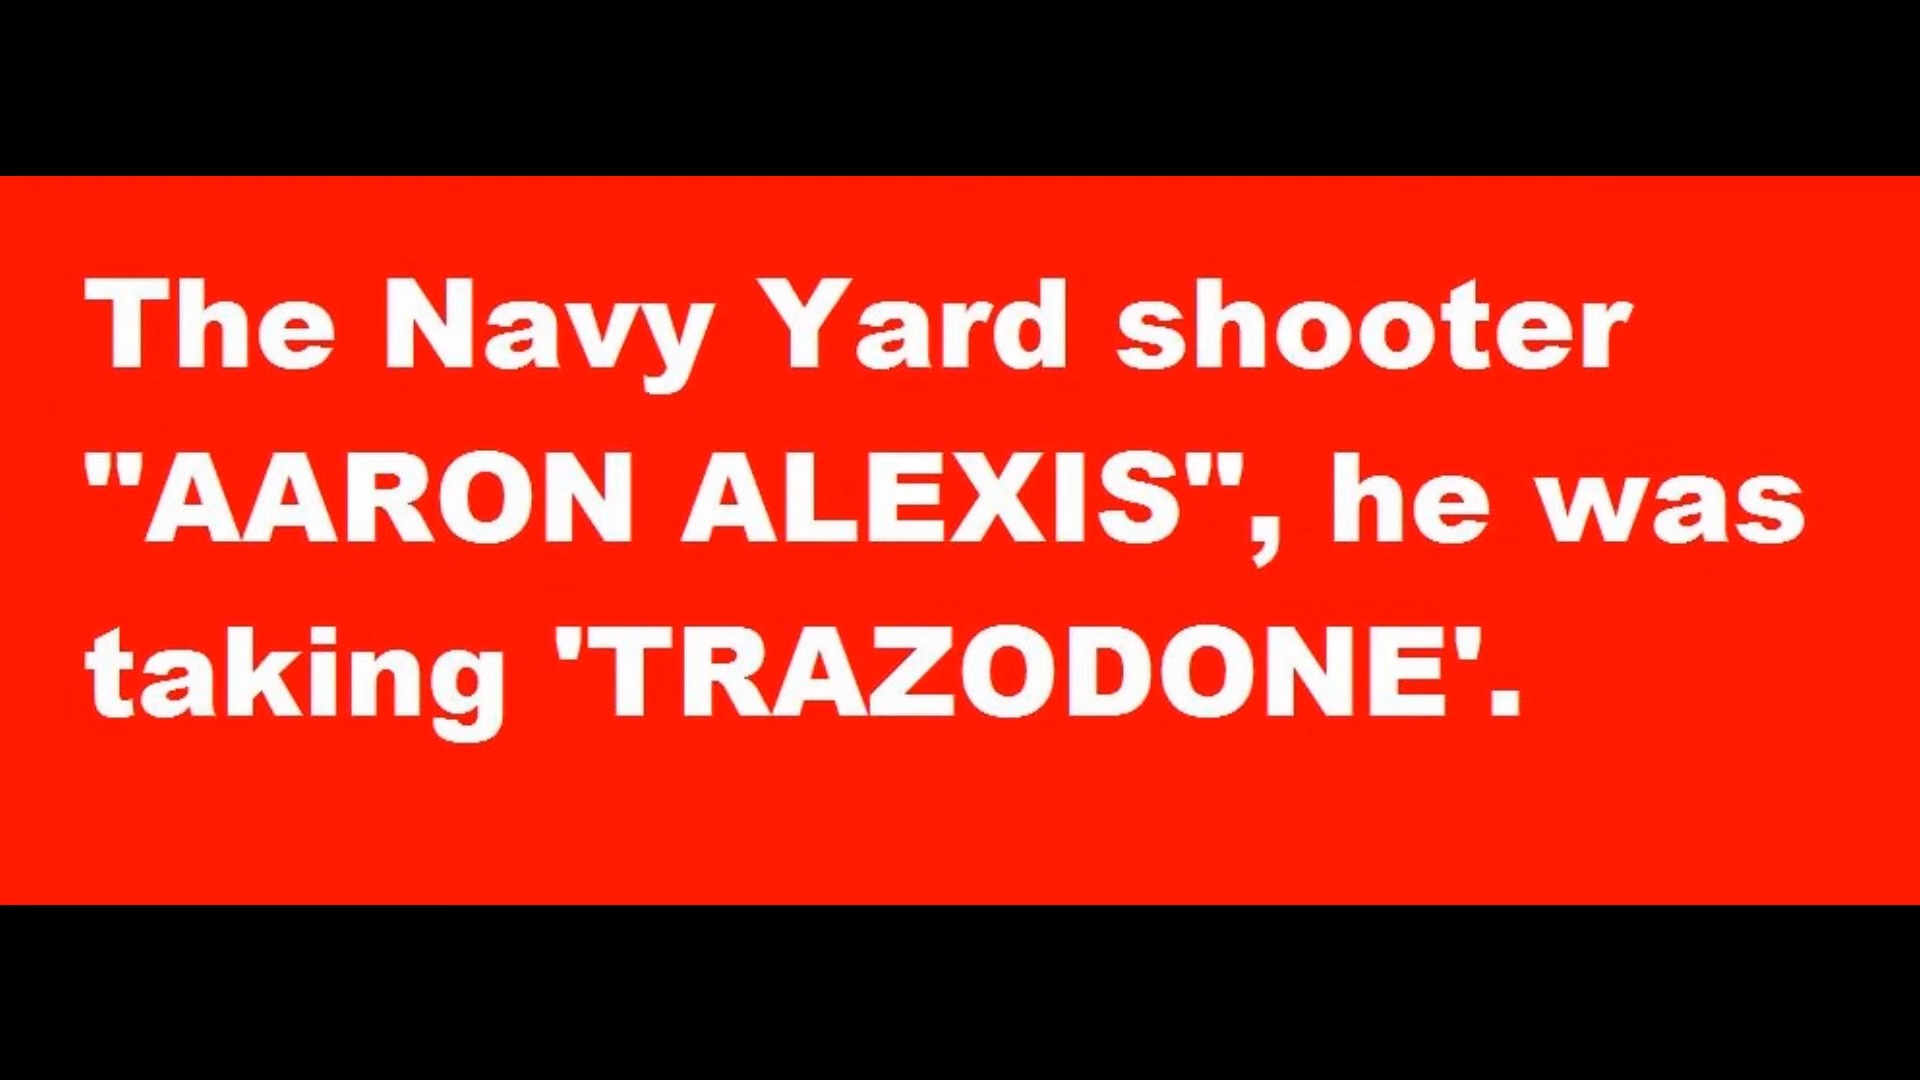 The Navy Yard shooter
"AARON ALEXIS", he was
taking 'TRAZODONE'.